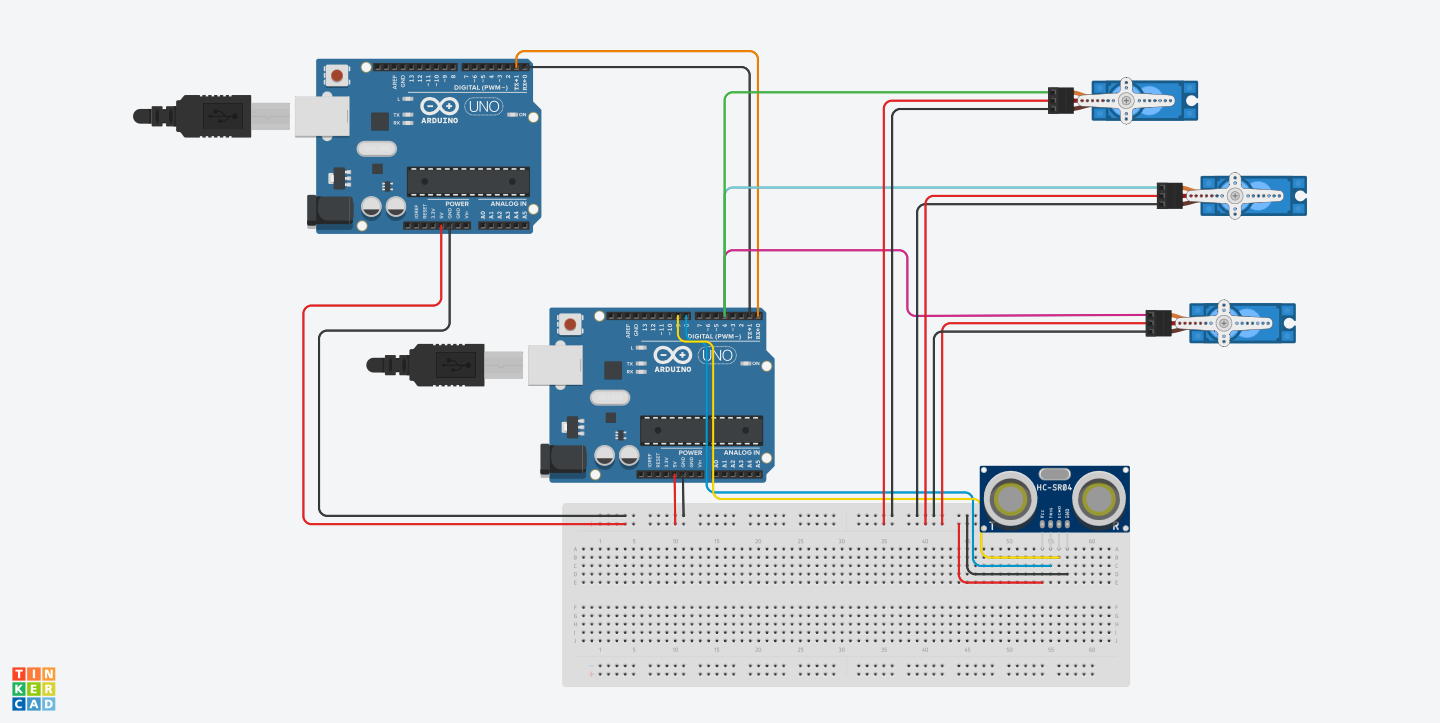 AREF
GND
13
12
~11
~10
~9
8
7
~6
~5
4
~3
2
TX→1
RX←0
DIGITAL (PWM~)
L
TX
RX
UNO
ARDUINO
ON
POWER
ANALOG IN
IOREF
RESET
3.3V
5V
GND
GND
Vin
A0
A1
A2
A3
A4
A5
AREF
GND
13
12
~11
~10
7
~6
~5
4
~3
2
TX→1
RX←0
DIGITAL (PWM~)
L
TX
RX
UNO
ARDUINO
ON
POWER
ANALOG IN
IOREF
RESET
3.3V
5V
GND
GND
Vin
A0
A1
A2
A3
A4
A5
HC-SR04
VCC
TRIG
ECHO
GND
T
R
1 5 10 15 20 25 30 35 40 45 50 55 60
A
B
C
D
E
F
G
H
I
J
1 5 10 15 20 25 30 35 40 45 50 55 60
TIN
KER
CAD